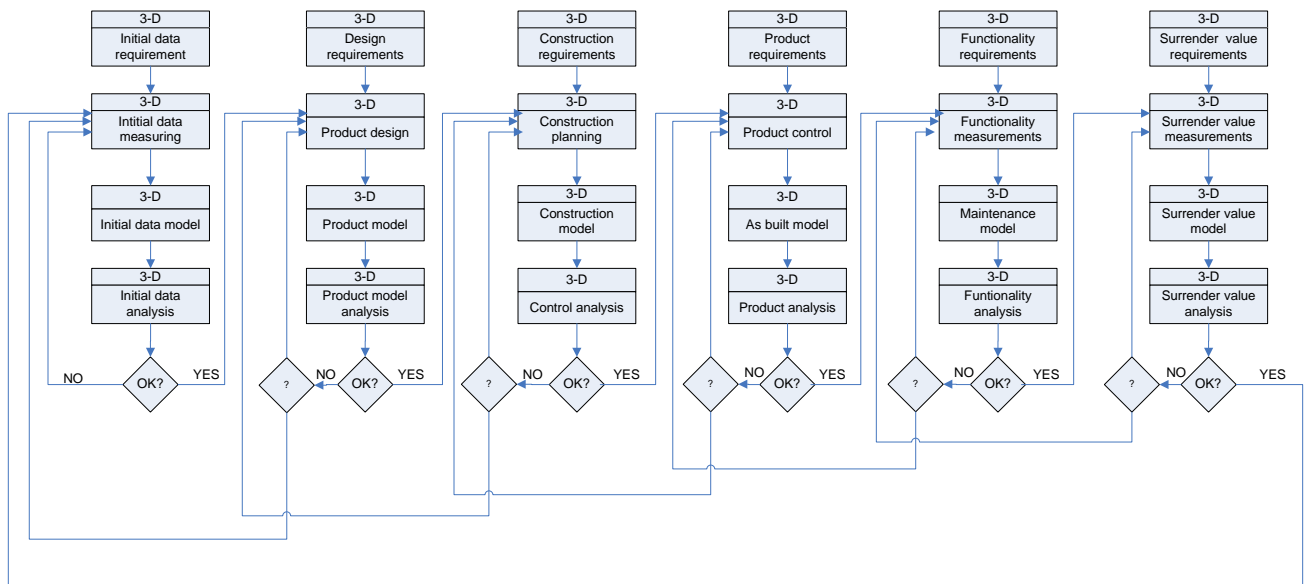 3-D
Initial data
requirement
3-D
Intitial data
measuring
3-D
Initial data model
3-D
Initial data
analysis
OK?
NO
YES
3-D
Design
requirements
3-D
Product design
3-D
Product model
3-D
Product model
analysis
OK?
NO
YES
?
3-D
Construction
reguirements
3-D
Construction
planning
3-D
Construction
model
3-D
Control analysis
OK?
NO
YES
?
3-D
Product
requirements
3-D
Product control
3-D
As built model
3-D
Product analysis
OK?
NO
YES
?
3-D
Functionality
requirements
3-D
Functionality
measurements
3-D
Maintenance
model
3-D
Funtionality
analysis
OK?
NO
YES
?
3-D
Surrender value
requirements
3-D
Surrender value
measurements
3-D
Surrender value
model
3-D
Surrender value
analysis
OK?
NO
YES
?